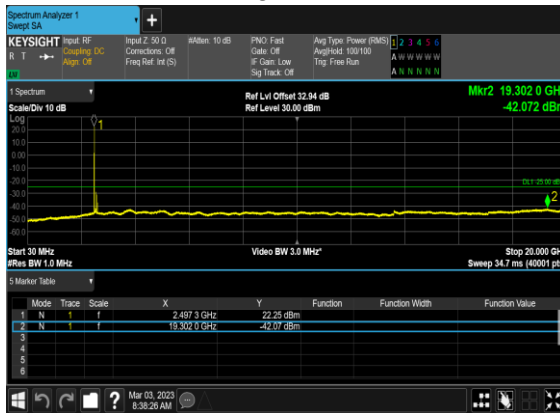 Spectrum Analyzer 1
Swept SA
+
KEYSIGHT Input: RF Input Z: 50 Ω #Atten: 10 dB PNO: Fast Avg Type: Power (RMS) 1 2 3 4 5 6
R T Coupling: DC Corrections: Off Gate: Off Avg|Hold: 100/100 A W W W W W
Align: Off Freq Ref: Int (S) IF Gain: Low Trig: Free Run
LXI Sig Track: Off A N N N N N
1 Spectrum Ref Lvl Offset 32.94 dB Mkr2 19.302 0 GH
Scale/Div 10 dB Ref Level 30.00 dBm -42.072 dBr
Log
20.0
10.0
0.00
-10.0
-20.0
-30.0
-40.0
-50.0
-60.0
1
DL1 -25.00 dB
2
Start 30 MHz Video BW 3.0 MHz* Stop 20.000 GH
#Res BW 1.0 MHz Sweep 34.7 ms (40001 pts
5 Marker Table
Mode Trace Scale X Y Function Function Width Function Value
1 N 1 f 2.497 3 GHz 22.25 dBm
2 N 1 f 19.302 0 GHz -42.07 dBm
3
4
5
6
? Mar 03, 2023
8:38:26 AM